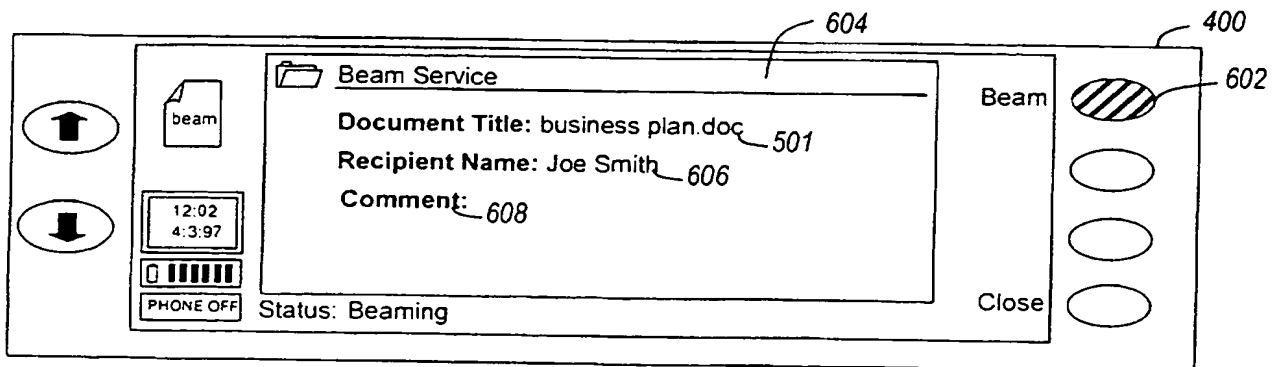 604
400
602
beam
Beam Service
Beam
Document Title: business plan.doc
501
Recipient Name: Joe Smith
606
Comment:
608
12:02
4:3:97
PHONE OFF
Status: Beaming
Close